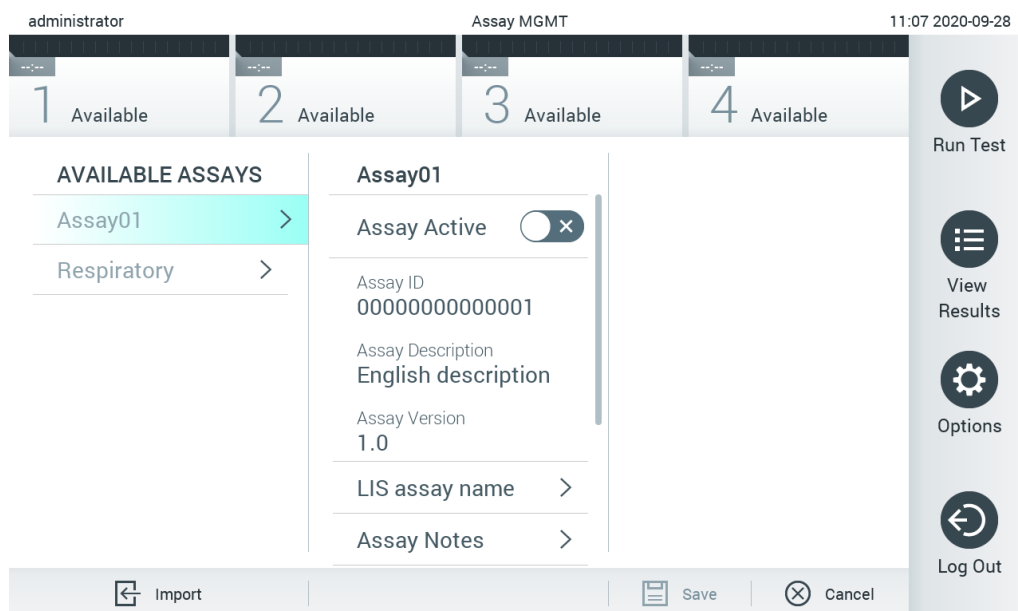 administrator
Assay MGMT
11:07 2020-09-28
--:--
1 Available
--:--
2 Available
--:--
3 Available
--:--
4 Available
AVAILABLE ASSAYS
Assay01
Respiratory
Assay01
Assay Active
Assay ID
00000000000001
Assay Description
English description
Assay Version
1.0
LIS assay name
Assay Notes
Import
Save
Cancel
Run Test
View
Results
Options
Log Out